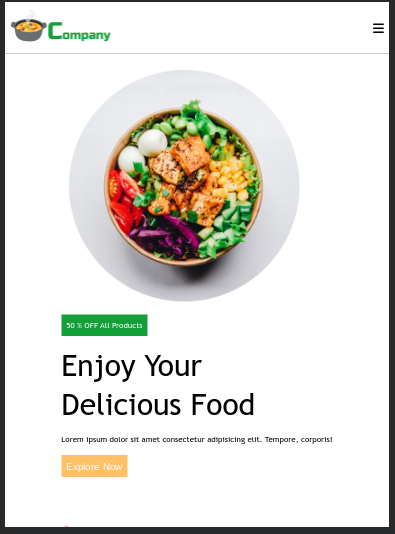 Company
50 % OFF All Products
Enjoy Your
Delicious Food
Lorem ipsum dolor sit amet consectetur adipisicing elit. Tempore, corporis!
Explore Now